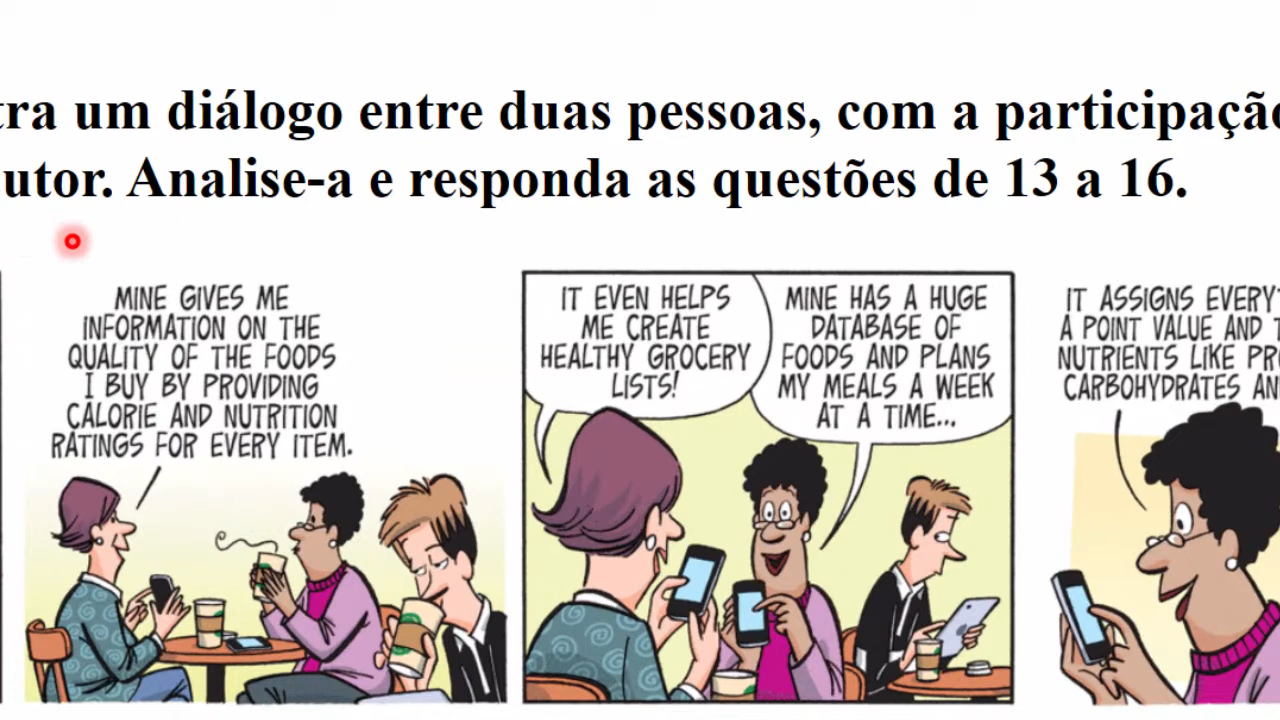 um diálogo entre duas pessoas, com a participação
Analise-a e responda as questões de 13 a 16.
MINE GIVES ME
INFORMATION ON THE
QUALITY OF THE FOODS
I BUY BY PROVIDING
CALORIE AND NUTRITION
RATINGS FOR EVERY ITEM.
IT EVEN HELPS
ME CREATE
HEALTHY GROCERY
LISTS!
MINE HAS A HUGE
DATABASE OF
FOODS AND PLANS
MY MEALS A WEEK
AT A TIME...
IT ASSIGNS
A POINT VALUE AND
NUTRIENTS LIKE
CARBOHYDRATES